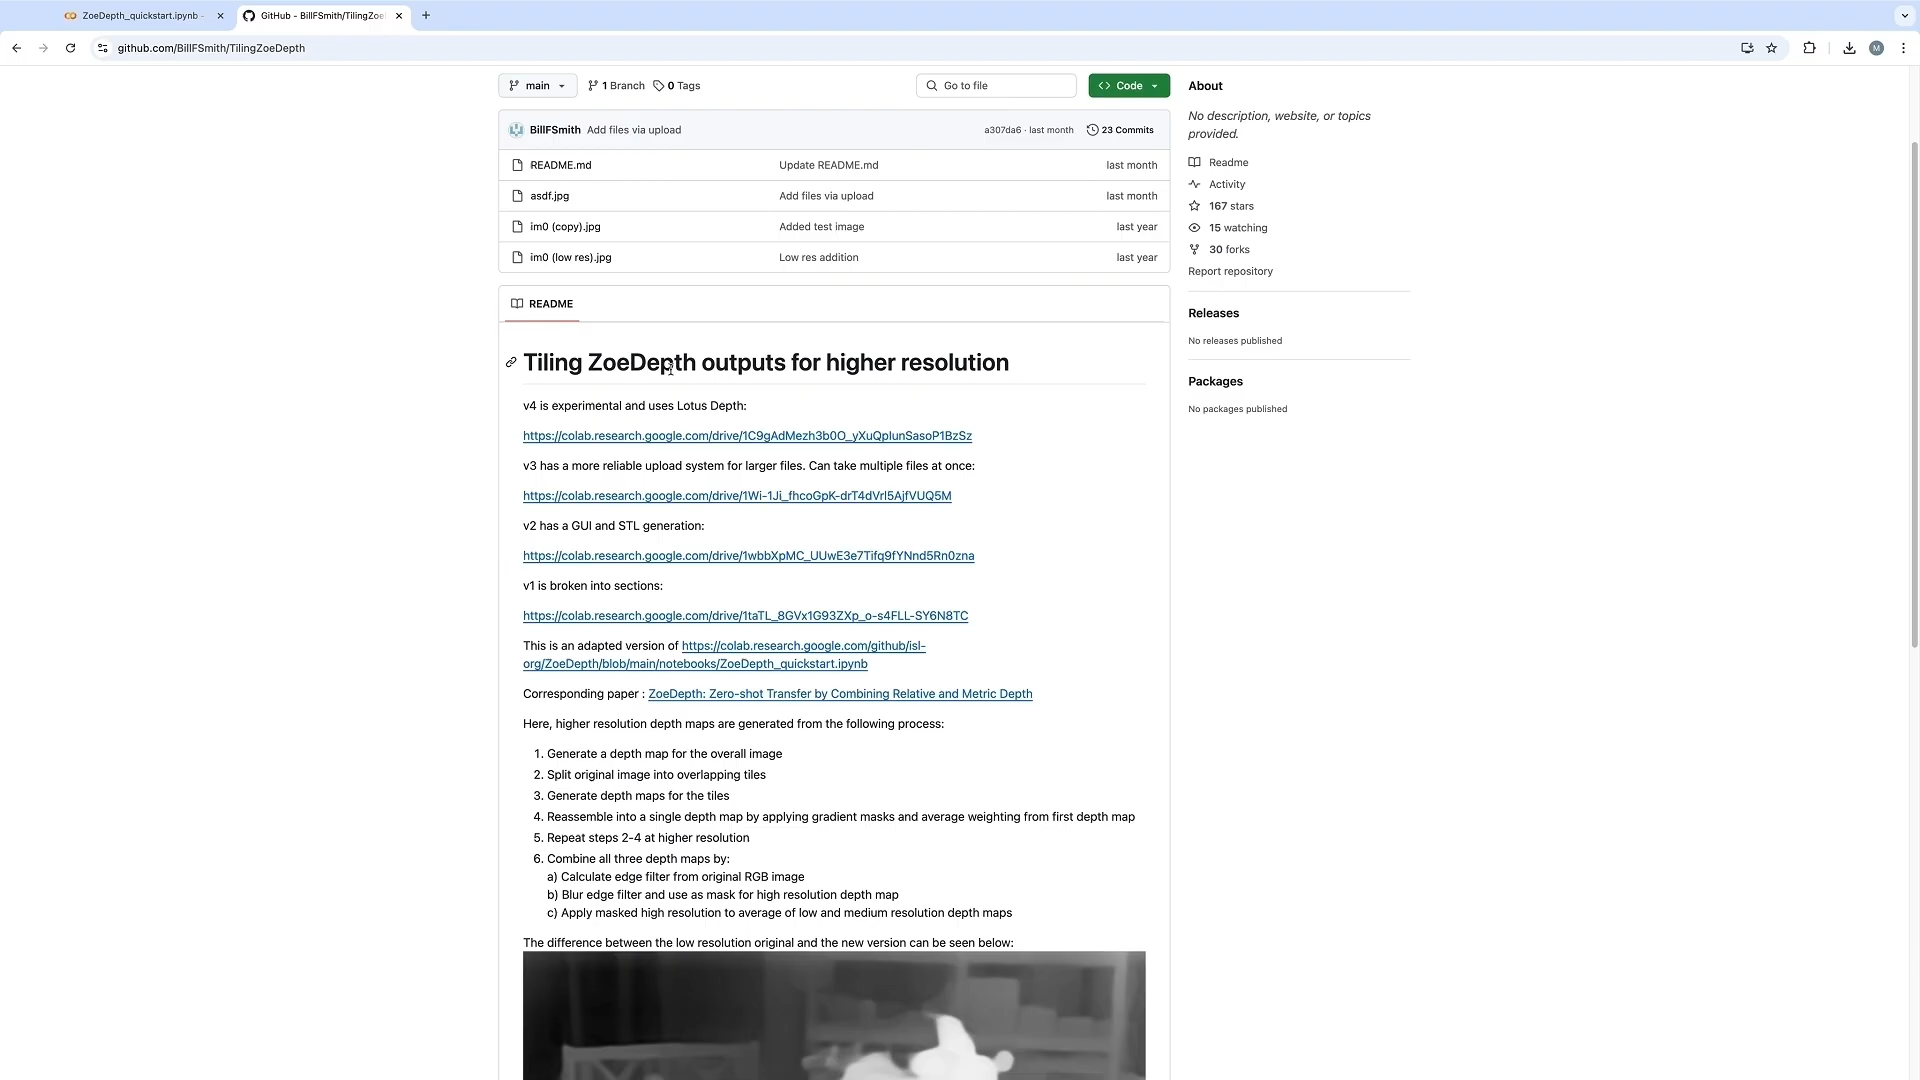 ZoeDepth_quickstart.ipynb -
GitHub - BillFSmith/TilingZoe
github.com/BillFSmith/TilingZoeDepth
M
main
1 Branch
0 Tags
Go to file
Code
BillFSmith Add files via upload
a307da6 · last month
23 Commits
README.md Update README.md last month
asdf.jpg Add files via upload last month
im0 (copy).jpg Added test image last year
im0 (low res).jpg Low res addition last year
README
Tiling ZoeDepth outputs for higher resolution
v4 is experimental and uses Lotus Depth:
https://colab.research.google.com/drive/1C9gAdMezh3b0O_yXuQplunSasoP1BzSz
v3 has a more reliable upload system for larger files. Can take multiple files at once:
https://colab.research.google.com/drive/1Wi-1Ji_fhcoGpK-drT4dVrI5AjfVUQ5M
v2 has a GUI and STL generation:
https://colab.research.google.com/drive/1wbbXpMC_UUwE3e7Tifq9fYNnd5Rn0zna
v1 is broken into sections:
https://colab.research.google.com/drive/1taTL_8GVx1G93ZXp_o-s4FLL-SY6N8TC
This is an adapted version of https://colab.research.google.com/github/isl-
org/ZoeDepth/blob/main/notebooks/ZoeDepth_quickstart.ipynb
Corresponding paper : ZoeDepth: Zero-shot Transfer by Combining Relative and Metric Depth
Here, higher resolution depth maps are generated from the following process:
1. Generate a depth map for the overall image
2. Split original image into overlapping tiles
3. Generate depth maps for the tiles
4. Reassemble into a single depth map by applying gradient masks and average weighting from first depth map
5. Repeat steps 2-4 at higher resolution
6. Combine all three depth maps by:
a) Calculate edge filter from original RGB image
b) Blur edge filter and use as mask for high resolution depth map
c) Apply masked high resolution to average of low and medium resolution depth maps
The difference between the low resolution original and the new version can be seen below:
About
No description, website, or topics
provided.
Readme
Activity
167 stars
15 watching
30 forks
Report repository
Releases
No releases published
Packages
No packages published